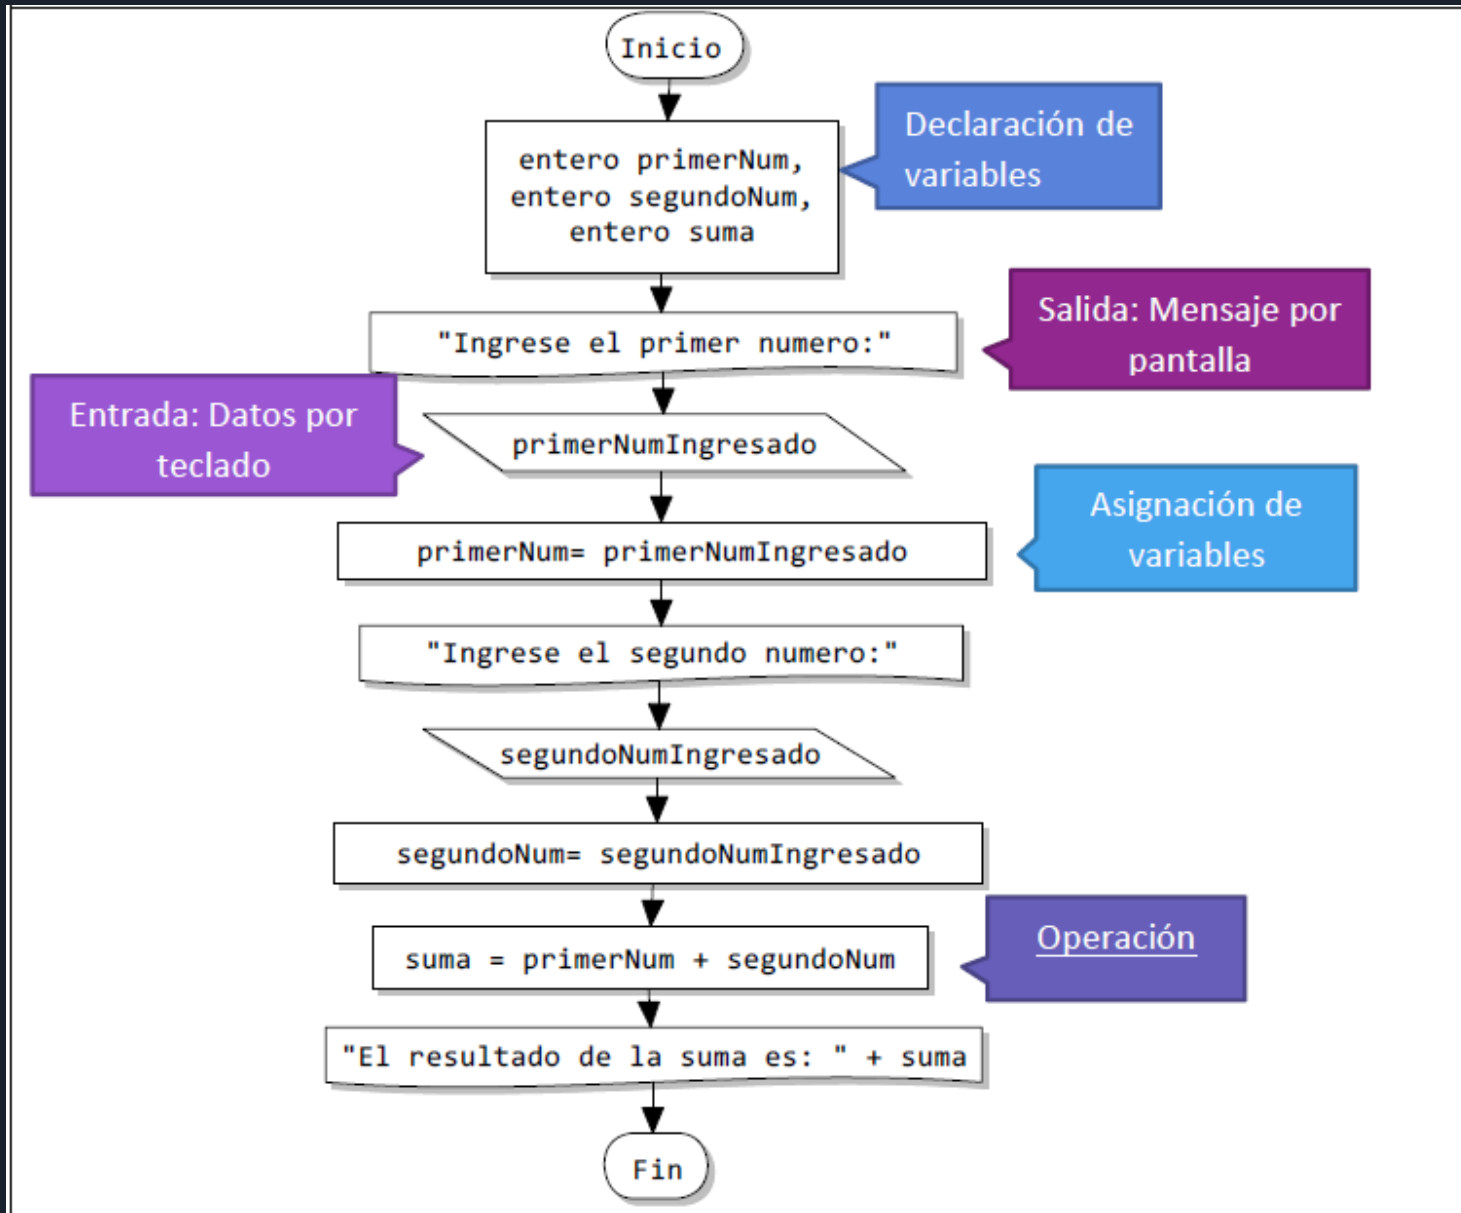 Inicio
Declaración de
variables
entero primerNum,
entero segundoNum,
entero suma
Salida: Mensaje por
pantalla
"Ingrese el primer numero:"
Entrada: Datos por
teclado
primerNumIngresado
Asignación de
variables
primerNum= primerNumIngresado
"Ingrese el segundo numero:"
segundoNumIngresado
segundoNum= segundoNumIngresado
Operación
suma = primerNum + segundoNum
"El resultado de la suma es: " + suma
Fin